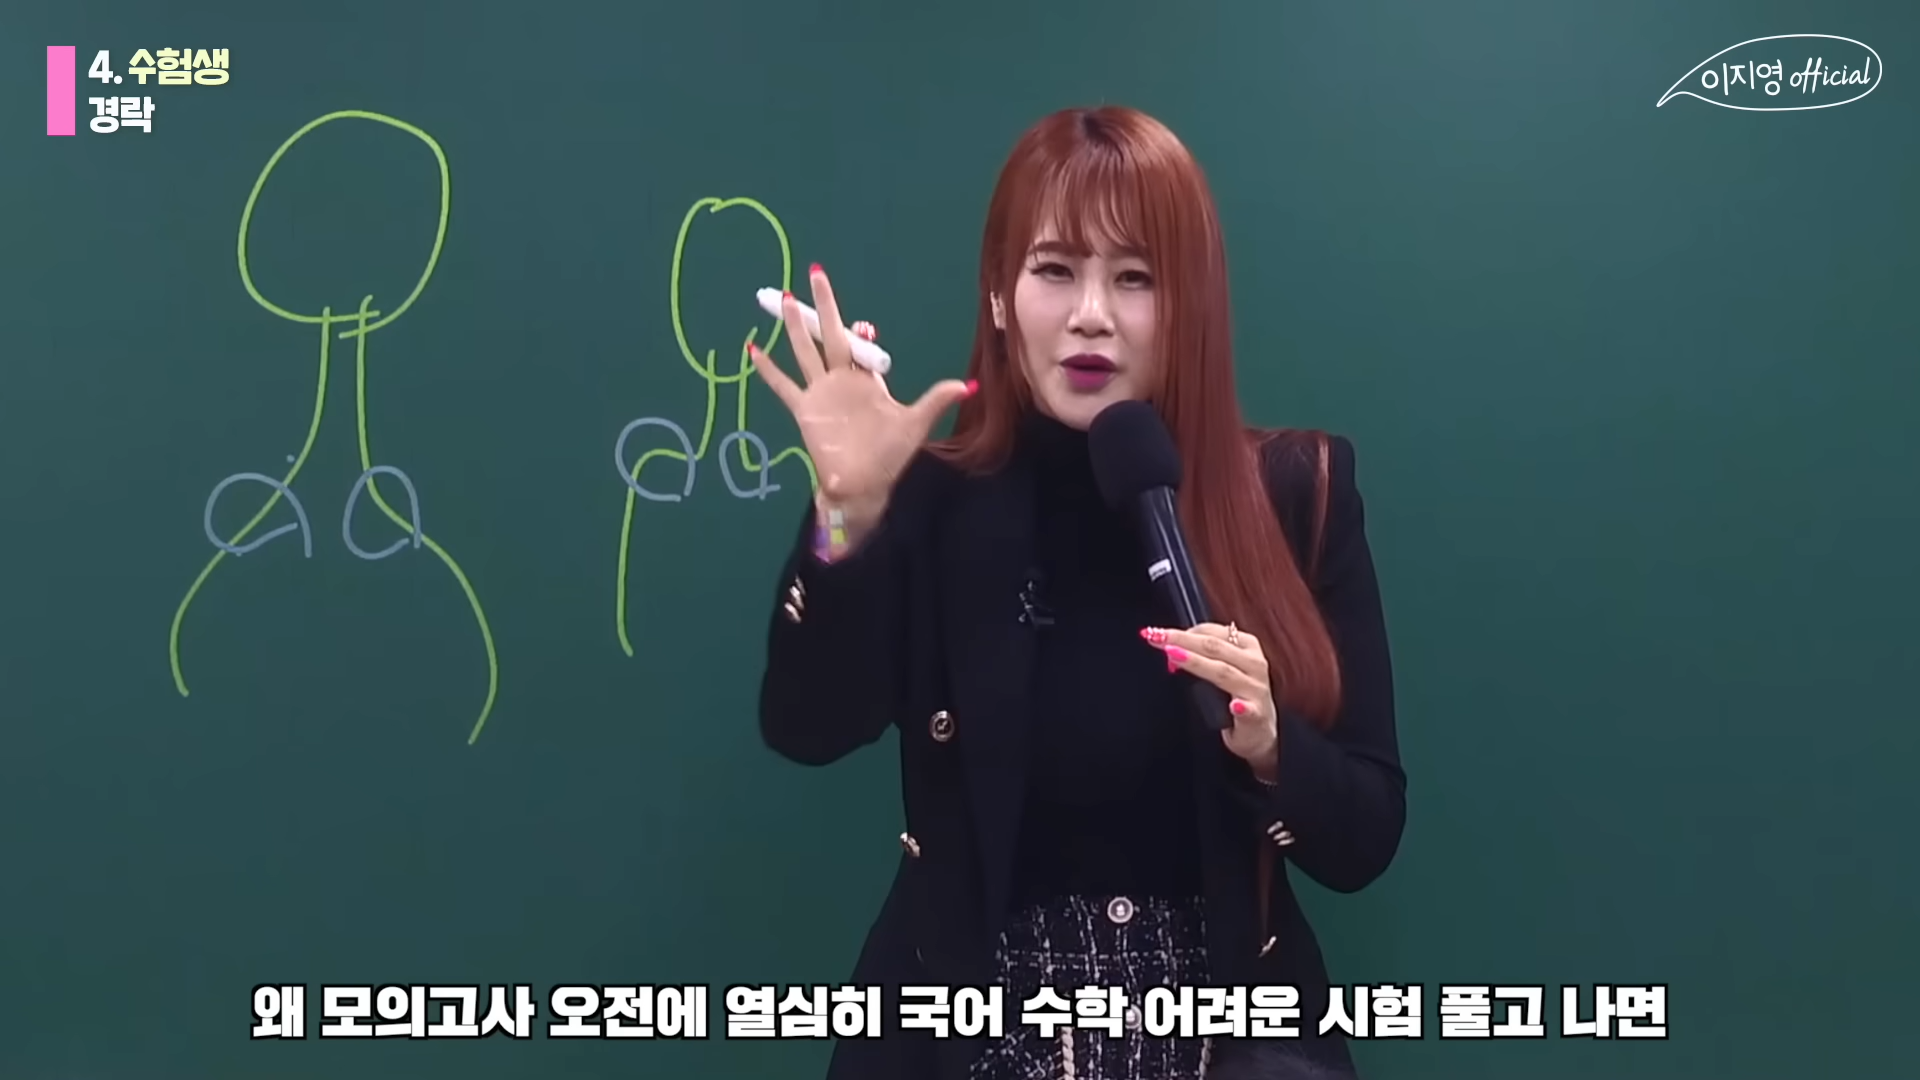 4. 수험생
경락
이지영 official
왜 모의고사 오전에 열심히 국어 수학 어려운 시험 풀고 나면